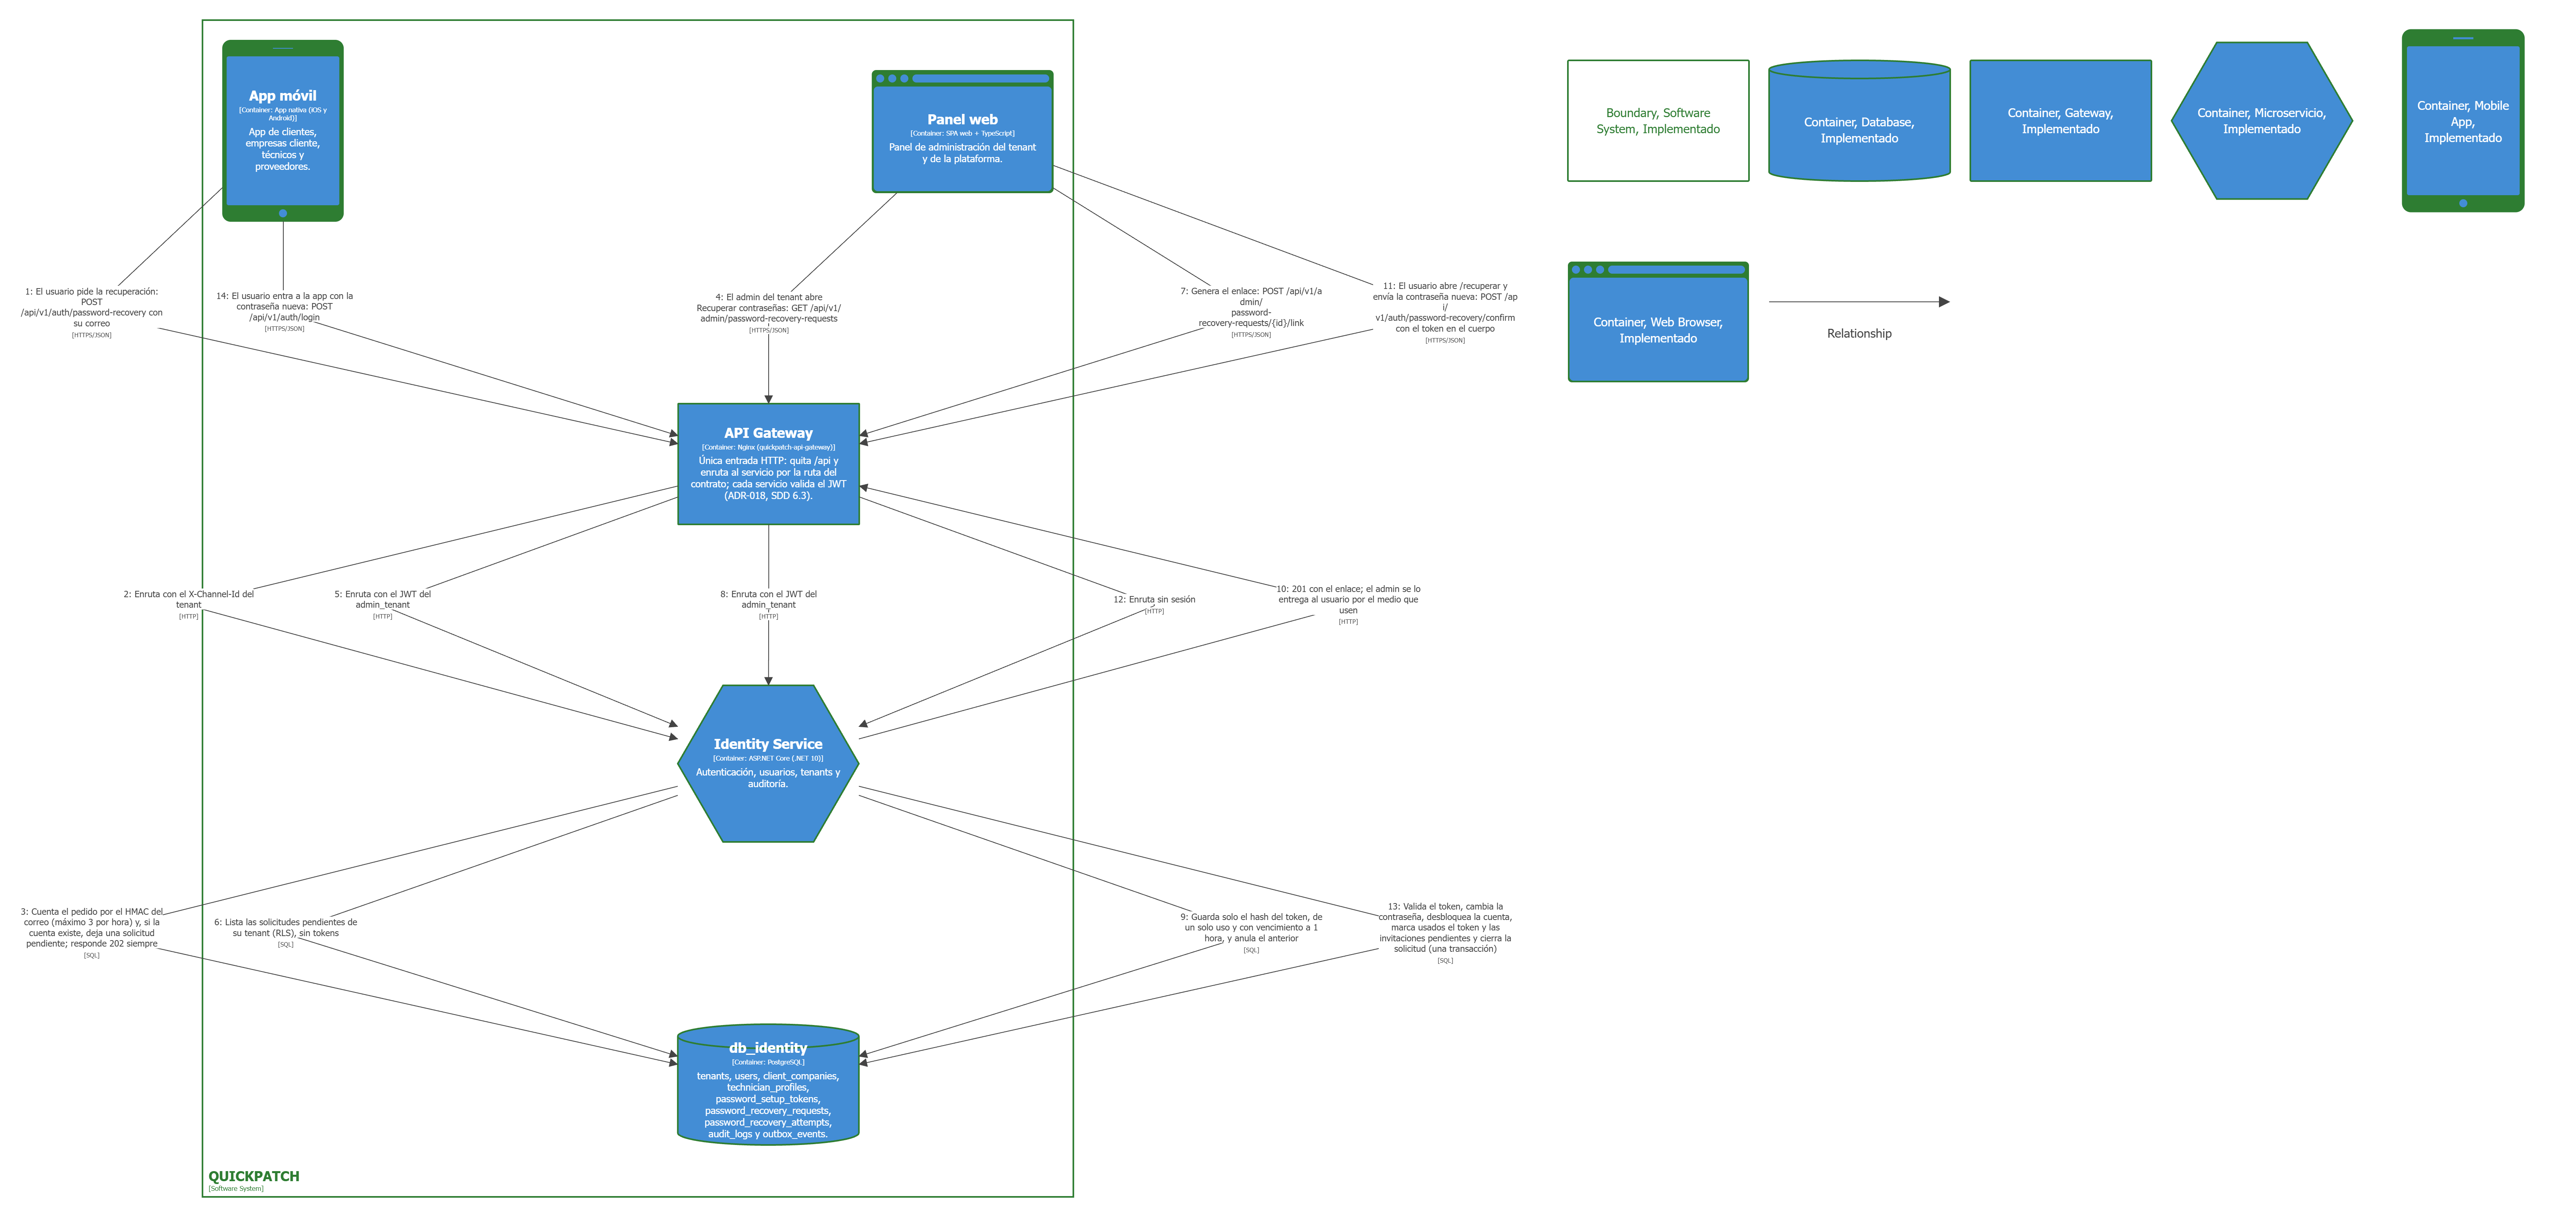 App móvil
[Container: App nativa (iOS y
Android)]
App de clientes,
empresas cliente,
técnicos y
proveedores.
Panel web
[Container: SPA web + TypeScript]
Panel de administración del tenant
y de la plataforma.
1: El usuario pide la recuperación:
POST
/api/v1/auth/password-recovery con
su correo
[HTTPS/JSON]
14: El usuario entra a la app con la
contraseña nueva: POST
/api/v1/auth/login
[HTTPS/JSON]
4: El admin del tenant abre
Recuperar contraseñas: GET /api/v1/
admin/password-recovery-requests
[HTTPS/JSON]
7: Genera el enlace: POST /api/v1/a
dmin/
password-
recovery-requests/{id}/link
[HTTPS/JSON]
11: El usuario abre /recuperar y
envía la contraseña nueva: POST /ap
i/
v1/auth/password-recovery/confirm
con el token en el cuerpo
[HTTPS/JSON]
API Gateway
[Container: Nginx (quickpatch-api-gateway)]
Única entrada HTTP: quita /api y
enruta al servicio por la ruta del
contrato; cada servicio valida el JWT
(ADR-018, SDD 6.3).
2: Enruta con el X-Channel-Id del
tenant
[HTTP]
5: Enruta con el JWT del
admin_tenant
[HTTP]
8: Enruta con el JWT del
admin_tenant
[HTTP]
12: Enruta sin sesión
[HTTP]
10: 201 con el enlace; el admin se lo
entrega al usuario por el medio que
usen
[HTTP]
Identity Service
[Container: ASP.NET Core (.NET 10)]
Autenticación, usuarios, tenants y
auditoría.
3: Cuenta el pedido por el HMAC del
correo (máximo 3 por hora) y, si la
cuenta existe, deja una solicitud
pendiente; responde 202 siempre
[SQL]
6: Lista las solicitudes pendientes de
su tenant (RLS), sin tokens
[SQL]
9: Guarda solo el hash del token, de
un solo uso y con vencimiento a 1
hora, y anula el anterior
[SQL]
13: Valida el token, cambia la
contraseña, desbloquea la cuenta,
marca usados el token y las
invitaciones pendientes y cierra la
solicitud (una transacción)
[SQL]
db_identity
[Container: PostgreSQL]
tenants, users, client_companies,
technician_profiles,
password_setup_tokens,
password_recovery_requests,
password_recovery_attempts,
audit_logs y outbox_events.
QUICKPATCH
[Software System]
Boundary, Software
System, Implementado
Container, Database,
Implementado
Container, Gateway,
Implementado
Container, Microservicio,
Implementado
Container, Mobile
App,
Implementado
Container, Web Browser,
Implementado
Relationship